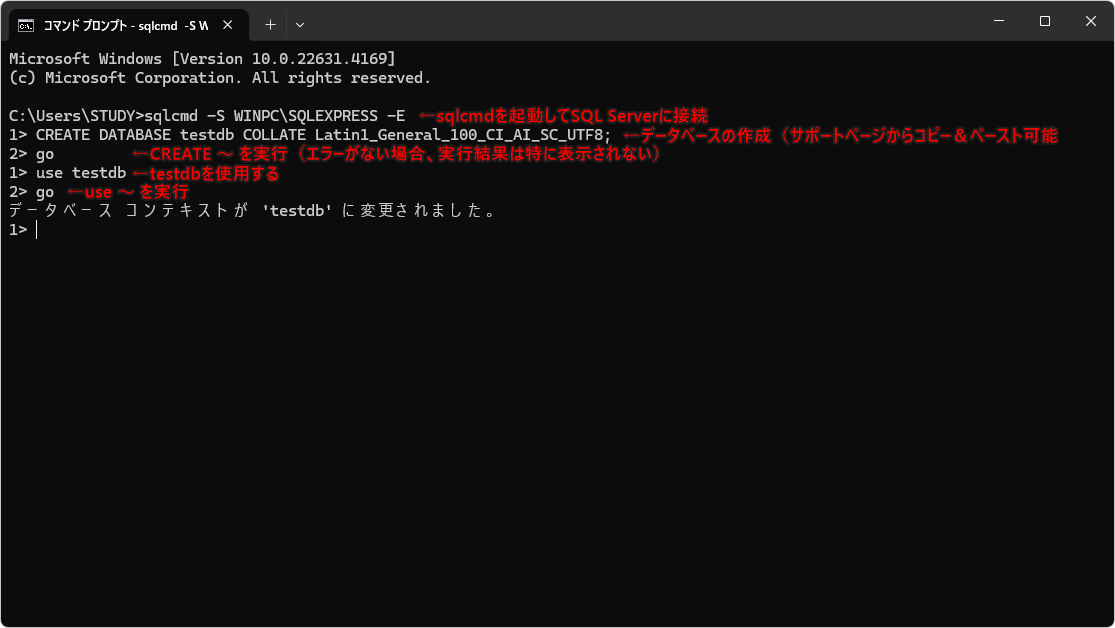 コマンド プロンプト - sqlcmd -S W
Microsoft Windows [Version 10.0.22631.4169]
(c) Microsoft Corporation. All rights reserved.
C:\Users\STUDY>sqlcmd -S WINPC\SQLEXPRESS -E ←sqlcmdを起動してSQL Serverに接続
1> CREATE DATABASE testdb COLLATE Latin1_General_100_CI_AI_SC_UTF8; ←データベースの作成（サポートページからコピー＆ペースト可能
2> go ←CREATE ～ を実行（エラーがない場合、実行結果は特に表示されない）
1> use testdb ←testdbを使用する
2> go ←use ～ を実行
データベース コンテキストが 'testdb' に変更されました。
1>